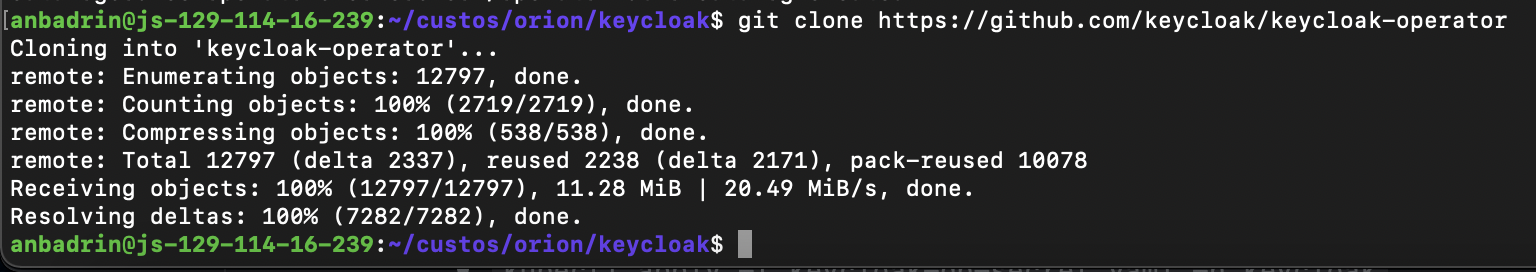 [anbadrin@js-129-114-16-239:~/custos/orion/keycloak$ git clone https://github.com/keycloak/keycloak-operator
Cloning into 'keycloak-operator'...
remote: Enumerating objects: 12797, done.
remote: Counting objects: 100% (2719/2719), done.
remote: Compressing objects: 100% (538/538), done.
remote: Total 12797 (delta 2337), reused 2238 (delta 2171), pack-reused 10078
Receiving objects: 100% (12797/12797), 11.28 MiB | 20.49 MiB/s, done.
Resolving deltas: 100% (7282/7282), done.
anbadrin@js-129-114-16-239:~/custos/orion/keycloak$